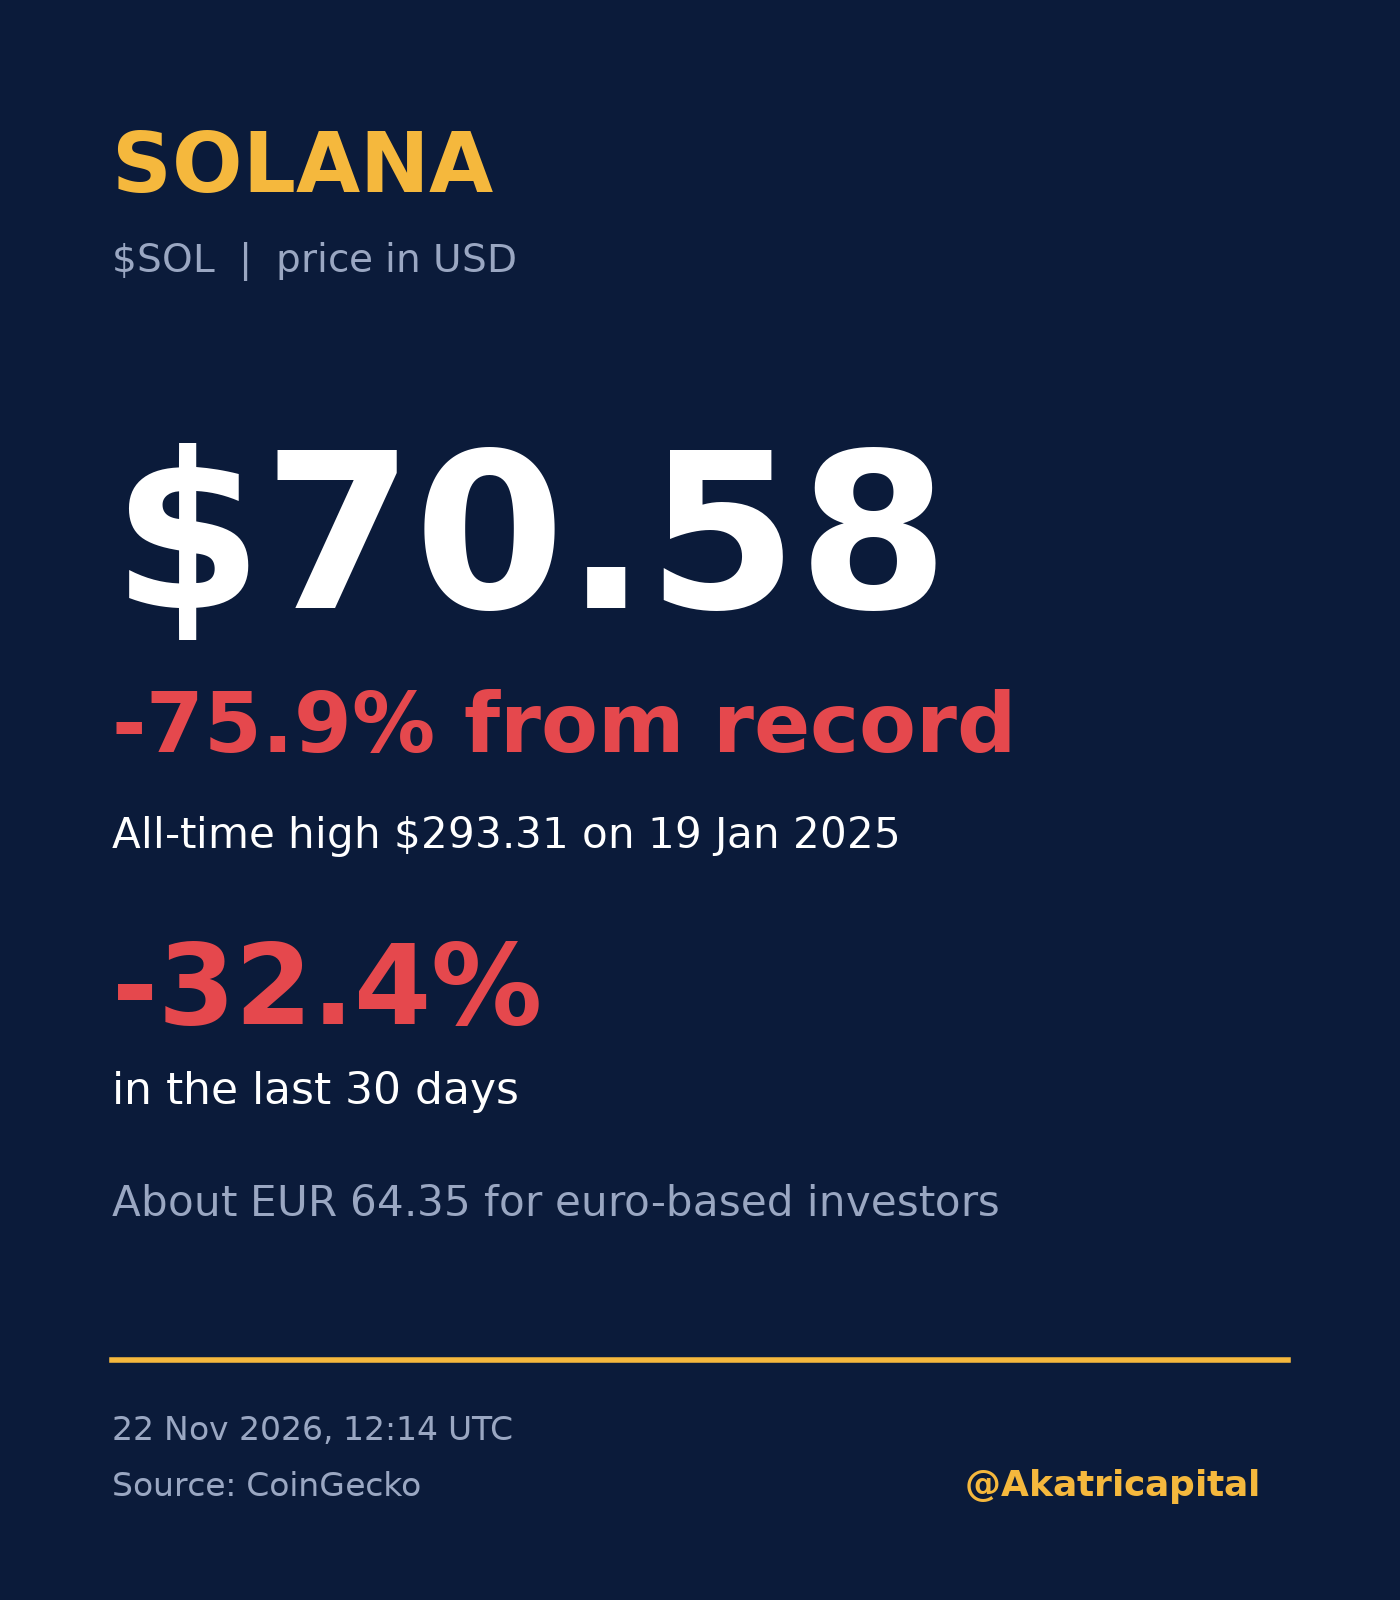 SOLANA
$SOL | price in USD
$70.58
-75.9% from record
All-time high $293.31 on 19 Jan 2025
-32.4%
in the last 30 days
About EUR 64.35 for euro-based investors
22 Nov 2026, 12:14 UTC
Source: CoinGecko
@Akatricapital